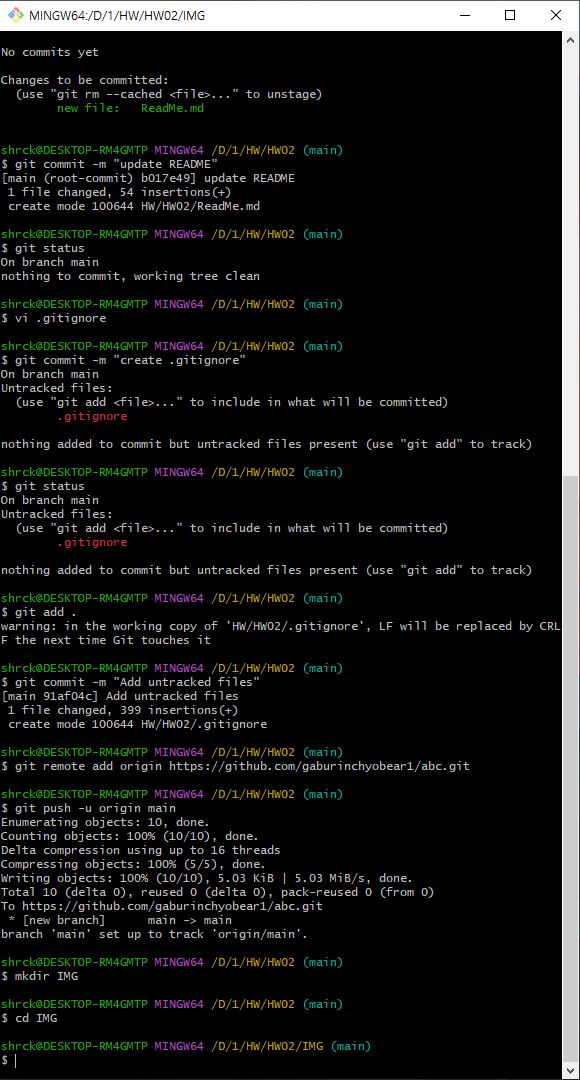 MINGW64:/D/1/HW/HW02/IMG
No commits yet
Changes to be committed:
  (use "git rm --cached <file>..." to unstage)
        new file:   ReadMe.md
shrck@DESKTOP-RM4GMTP MINGW64 /D/1/HW/HW02 (main)
$ git commit -m "update README"
[main (root-commit) b017e49] update README
 1 file changed, 54 insertions(+)
 create mode 100644 HW/HW02/ReadMe.md
shrck@DESKTOP-RM4GMTP MINGW64 /D/1/HW/HW02 (main)
$ git status
On branch main
nothing to commit, working tree clean
shrck@DESKTOP-RM4GMTP MINGW64 /D/1/HW/HW02 (main)
$ vi .gitignore
shrck@DESKTOP-RM4GMTP MINGW64 /D/1/HW/HW02 (main)
$ git commit -m "create .gitignore"
On branch main
Untracked files:
  (use "git add <file>..." to include in what will be committed)
        .gitignore
nothing added to commit but untracked files present (use "git add" to track)
shrck@DESKTOP-RM4GMTP MINGW64 /D/1/HW/HW02 (main)
$ git status
On branch main
Untracked files:
  (use "git add <file>..." to include in what will be committed)
        .gitignore
nothing added to commit but untracked files present (use "git add" to track)
shrck@DESKTOP-RM4GMTP MINGW64 /D/1/HW/HW02 (main)
$ git add .
warning: in the working copy of 'HW/HW02/.gitignore', LF will be replaced by CRL
F the next time Git touches it
shrck@DESKTOP-RM4GMTP MINGW64 /D/1/HW/HW02 (main)
$ git commit -m "Add untracked files"
[main 91af04c] Add untracked files
 1 file changed, 399 insertions(+)
 create mode 100644 HW/HW02/.gitignore
shrck@DESKTOP-RM4GMTP MINGW64 /D/1/HW/HW02 (main)
$ git remote add origin https://github.com/gaburinchyobear1/abc.git
shrck@DESKTOP-RM4GMTP MINGW64 /D/1/HW/HW02 (main)
$ git push -u origin main
Enumerating objects: 10, done.
Counting objects: 100% (10/10), done.
Delta compression using up to 16 threads
Compressing objects: 100% (5/5), done.
Writing objects: 100% (10/10), 5.03 KiB | 5.03 MiB/s, done.
Total 10 (delta 0), reused 0 (delta 0), pack-reused 0 (from 0)
To https://github.com/gaburinchyobear1/abc.git
 * [new branch]      main -> main
branch 'main' set up to track 'origin/main'.
shrck@DESKTOP-RM4GMTP MINGW64 /D/1/HW/HW02 (main)
$ mkdir IMG
shrck@DESKTOP-RM4GMTP MINGW64 /D/1/HW/HW02 (main)
$ cd IMG
shrck@DESKTOP-RM4GMTP MINGW64 /D/1/HW/HW02/IMG (main)
$